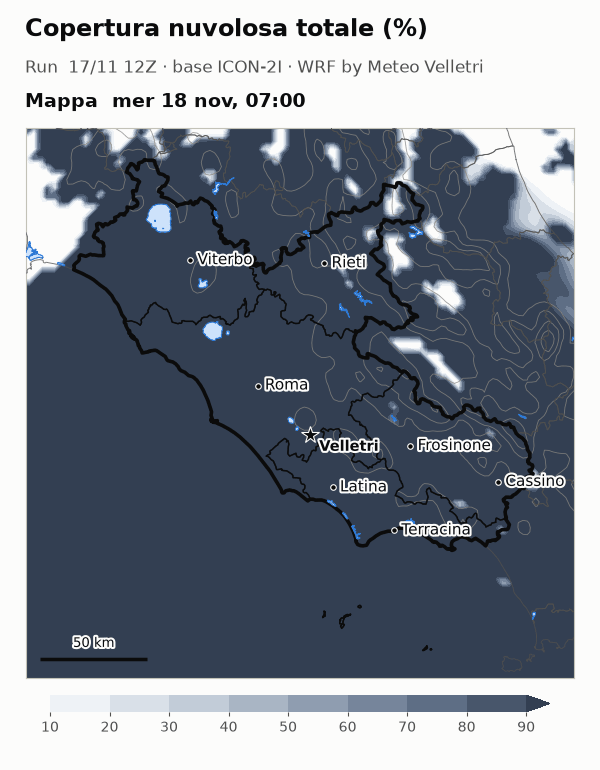 Copertura nuvolosa totale (%)
Run 17/11 12Z · base ICON-2I · WRF by Meteo Velletri
Mappa mer 18 nov, 07:00
Viterbo
Rieti
Roma
Velletri
Frosinone
Latina
Cassino
Terracina
50 km
10 20 30 40 50 60 70 80 90